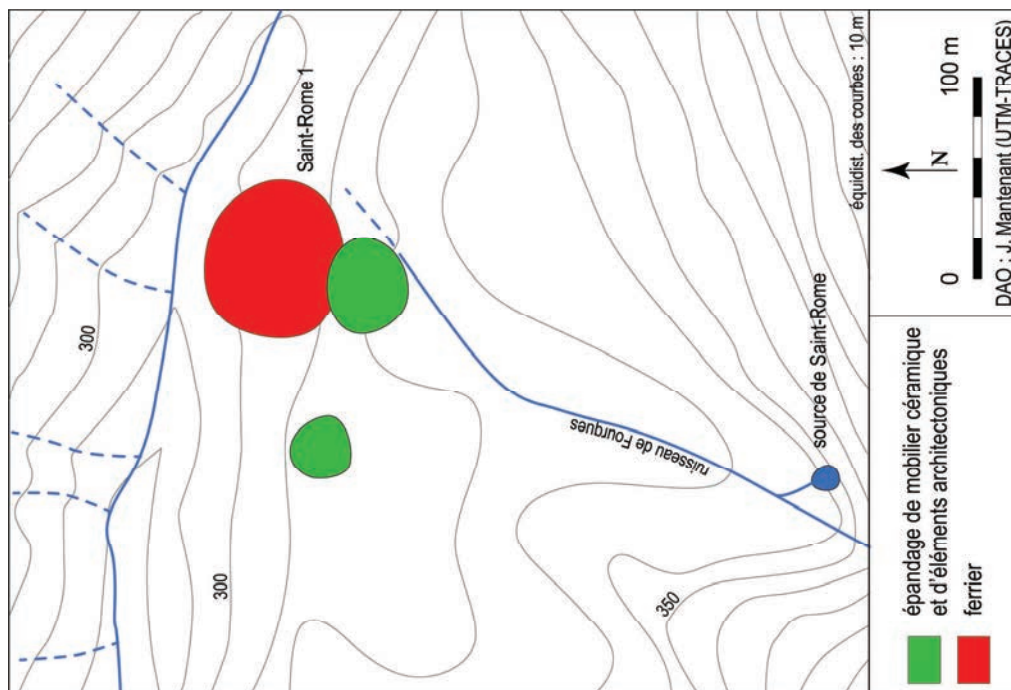 300
Saint-Rome 1
300
ruisseau de Fourques
source de Saint-Rome
350
équidist. des courbes : 10 m
épandage de mobilier céramique
et d'éléments architectoniques
ferrier
N
0 100 m
DAO : J. Mantenant (UTM-TRACES)